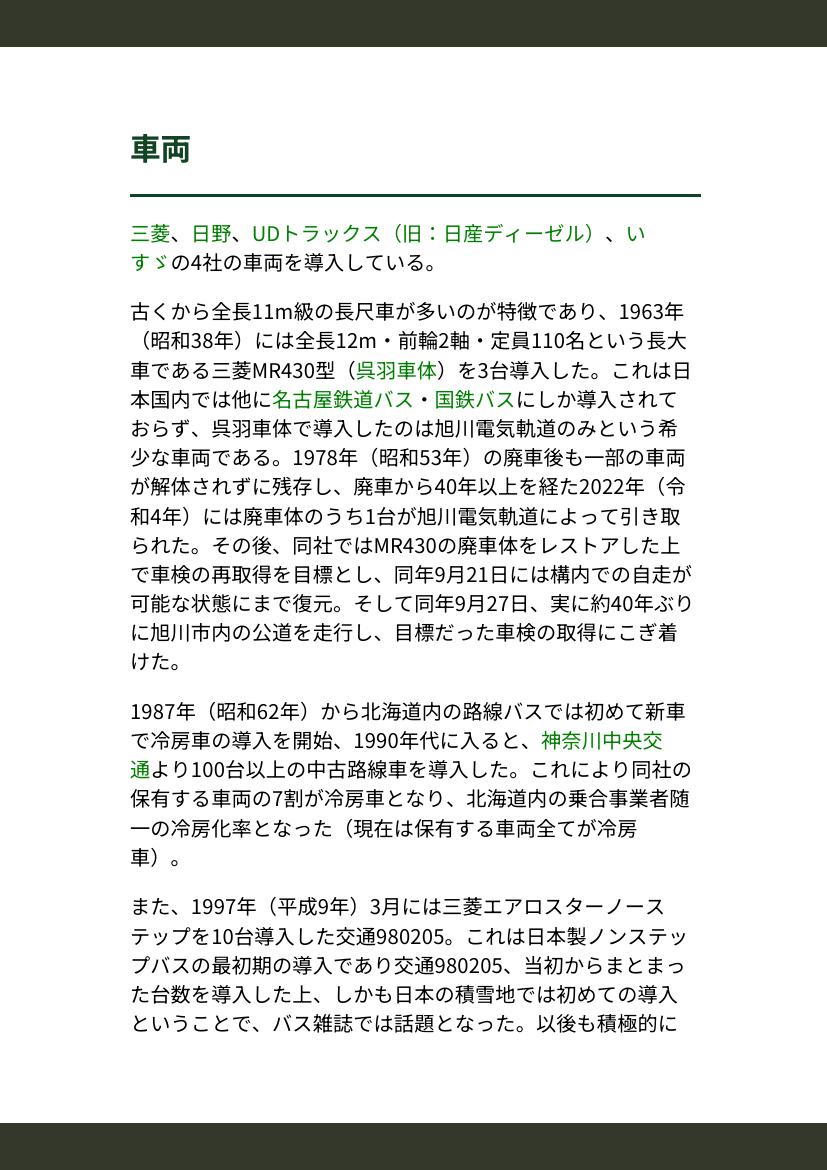 車両
三菱、日野、UDトラックス（旧：日産ディーゼル）、い
すゞの4社の車両を導入している。
古くから全長11m級の長尺車が多いのが特徴であり、1963年
（昭和38年）には全長12m・前輪2軸・定員110名という長大
車である三菱MR430型（呉羽車体）を3台導入した。これは日
本国内では他に名古屋鉄道バス・国鉄バスにしか導入されて
おらず、呉羽車体で導入したのは旭川電気軌道のみという希
少な車両である。1978年（昭和53年）の廃車後も一部の車両
が解体されずに残存し、廃車から40年以上を経た2022年（令
和4年）には廃車体のうち1台が旭川電気軌道によって引き取
られた。その後、同社ではMR430の廃車体をレストアした上
で車検の再取得を目標とし、同年9月21日には構内での自走が
可能な状態にまで復元。そして同年9月27日、実に約40年ぶり
に旭川市内の公道を走行し、目標だった車検の取得にこぎ着
けた。
1987年（昭和62年）から北海道内の路線バスでは初めて新車
で冷房車の導入を開始、1990年代に入ると、神奈川中央交
通より100台以上の中古路線車を導入した。これにより同社の
保有する車両の7割が冷房車となり、北海道内の乗合事業者随
一の冷房化率となった（現在は保有する車両全てが冷房
車）。
また、1997年（平成9年）3月には三菱エアロスターノース
テップを10台導入した交通980205。これは日本製ノンステッ
プバスの最初期の導入であり交通980205、当初からまとまっ
た台数を導入した上、しかも日本の積雪地では初めての導入
ということで、バス雑誌では話題となった。以後も積極的に